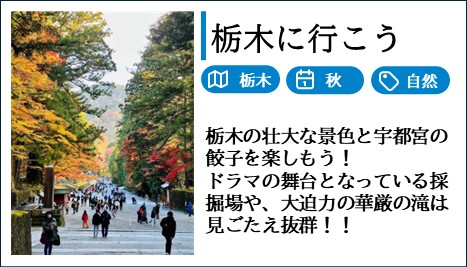 栃木に行こう
栃木
秋
自然
栃木の壮大な景色と宇都宮の
餃子を楽しもう！
ドラマの舞台となっている採
掘場や、大迫力の華厳の滝は
見ごたえ抜群！！